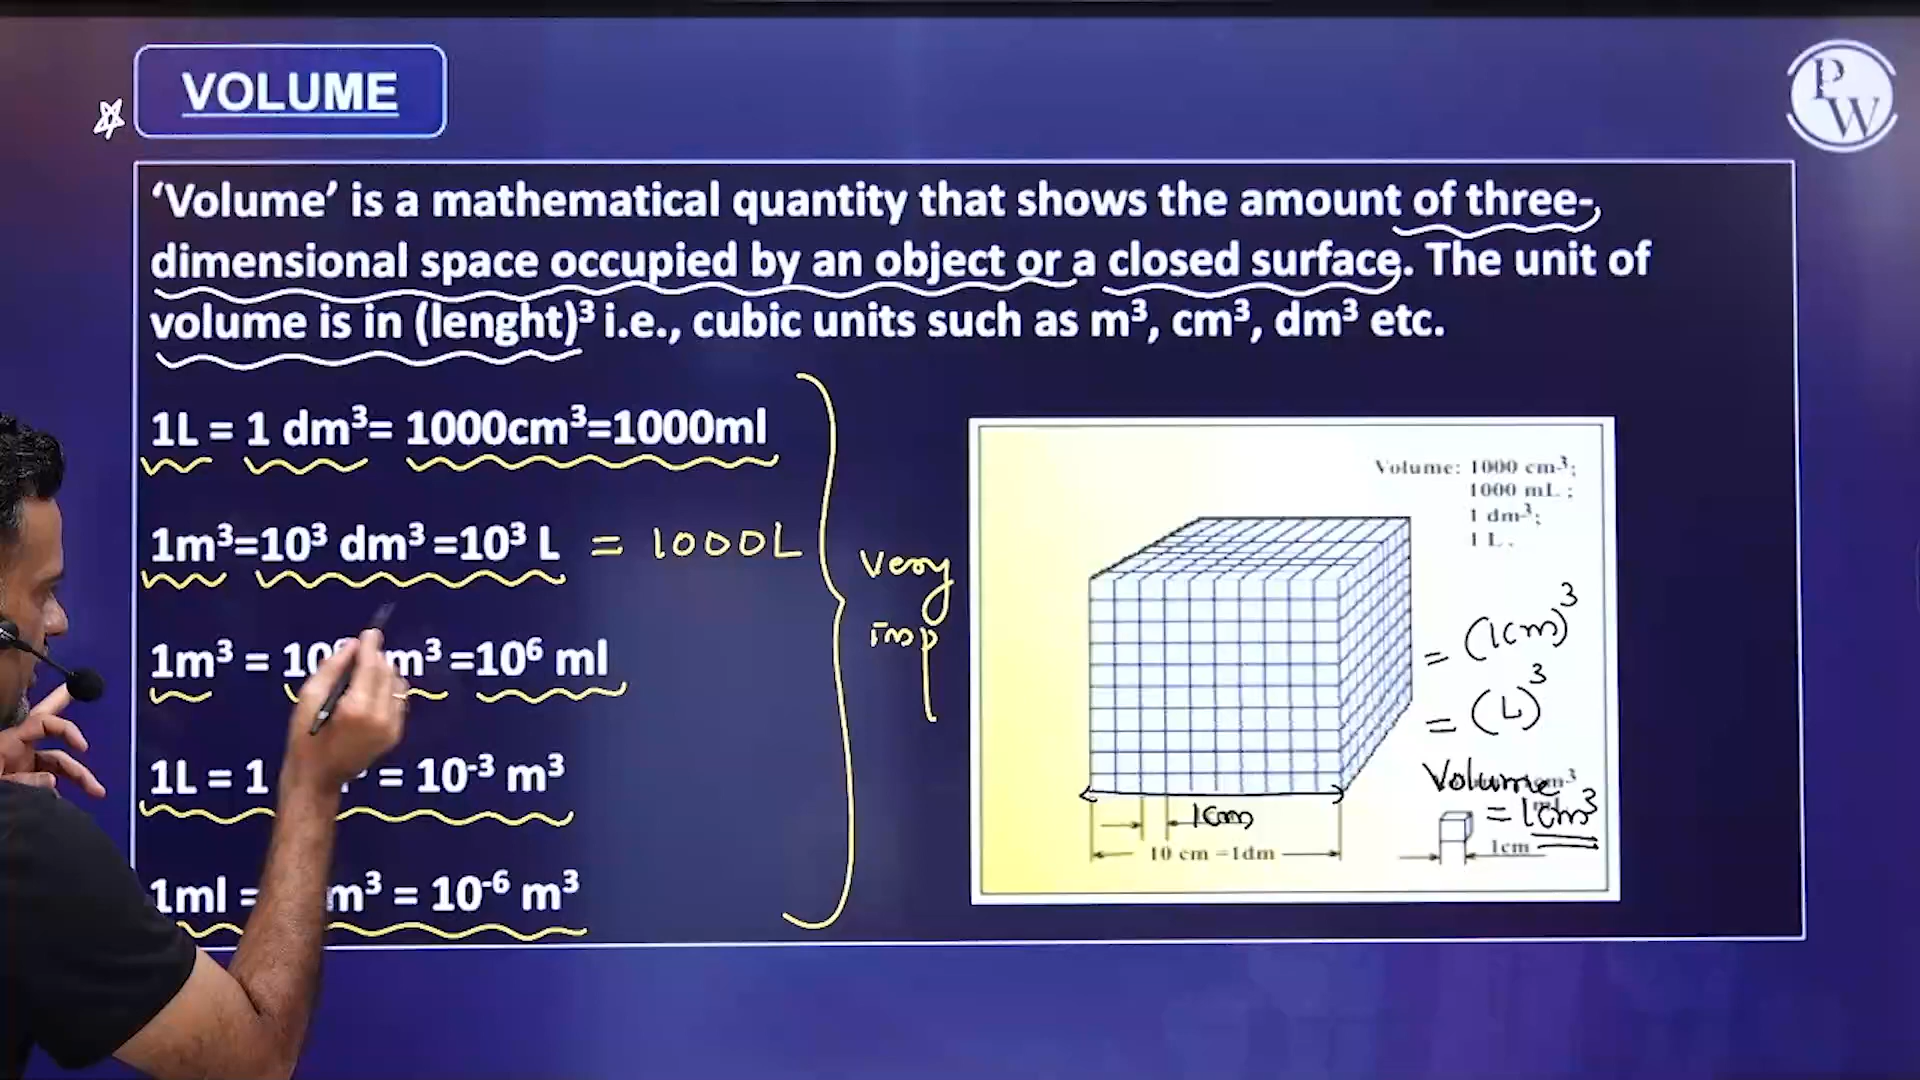 VOLUME
PW
‘Volume’ is a mathematical quantity that shows the amount of three-
dimensional space occupied by an object or a closed surface. The unit of
volume is in (lenght)³ i.e., cubic units such as m³, cm³, dm³ etc.
1L = 1 dm³= 1000cm³=1000ml
1m³=10³ dm³ =10³ L = 1000L
1m³ = 10 m³ =10⁶ ml
1L = 1 = 10⁻³ m³
1ml = m³ = 10⁻⁶ m³
Very
imp
Volume: 1000 cm³;
1000 mL ;
1 dm³;
1 L .
= (1cm)³
= (L)³
Volume
= 1cm³
1cm
1cm
10 cm =1dm